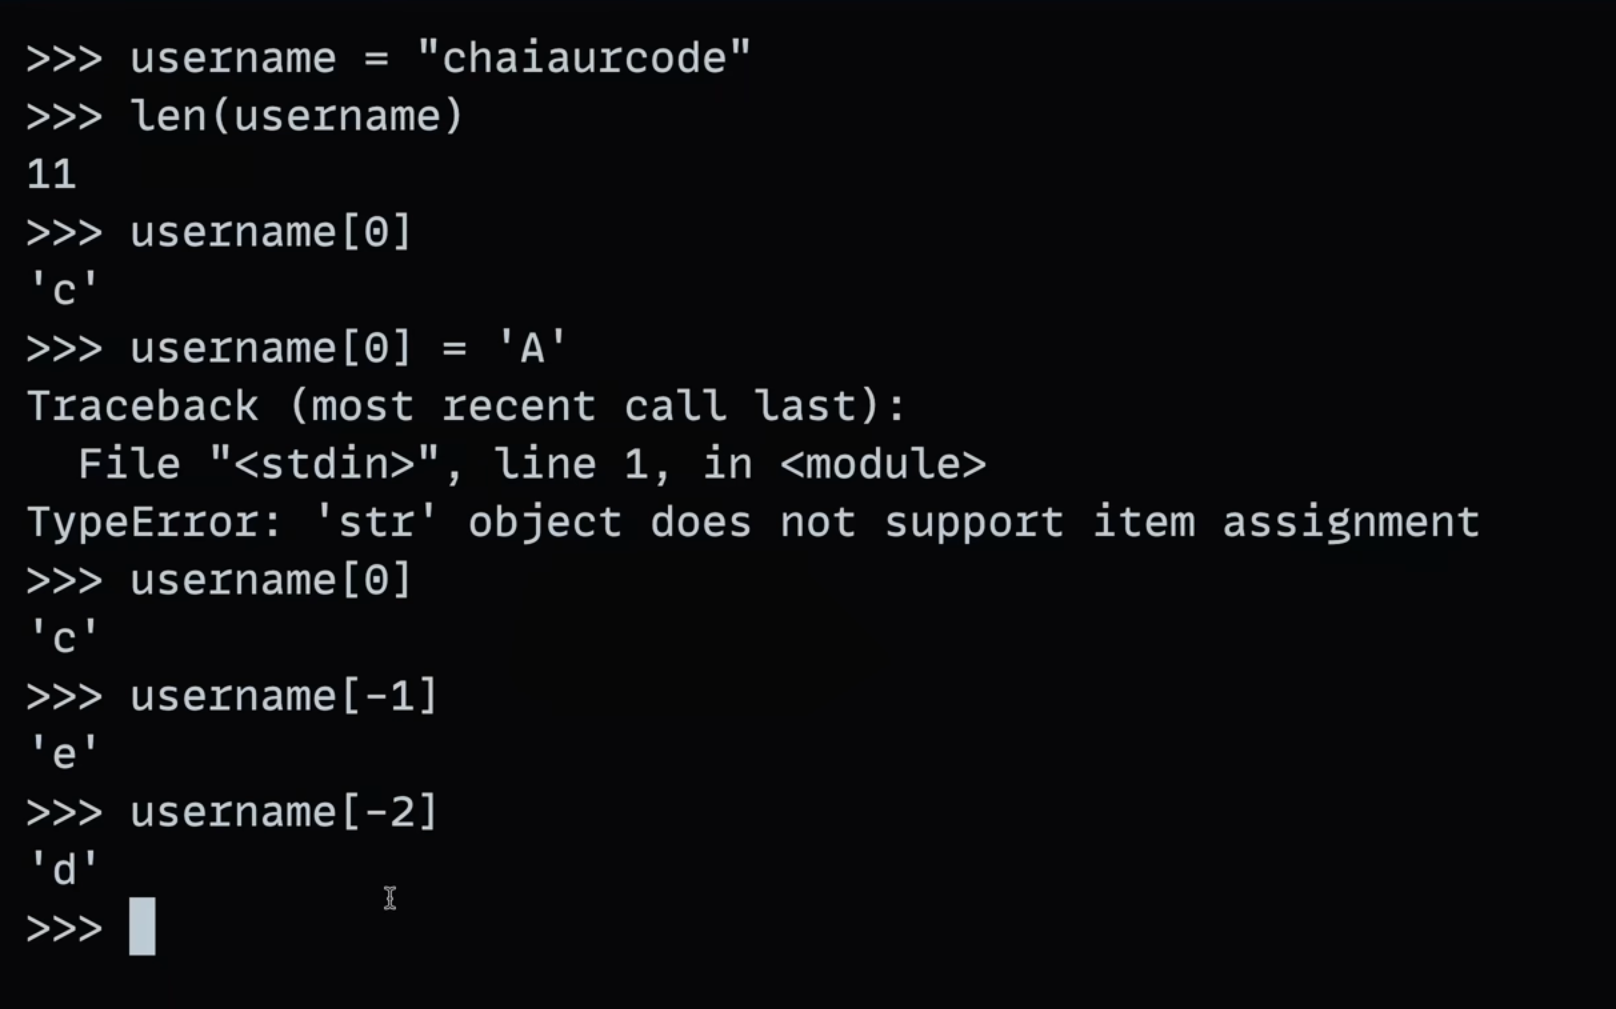 >>> username = "chaiaurcode"
>>> len(username)
11
>>> username[0]
'c'
>>> username[0] = 'A'
Traceback (most recent call last):
  File "<stdin>", line 1, in <module>
TypeError: 'str' object does not support item assignment
>>> username[0]
'c'
>>> username[-1]
'e'
>>> username[-2]
'd'
>>>